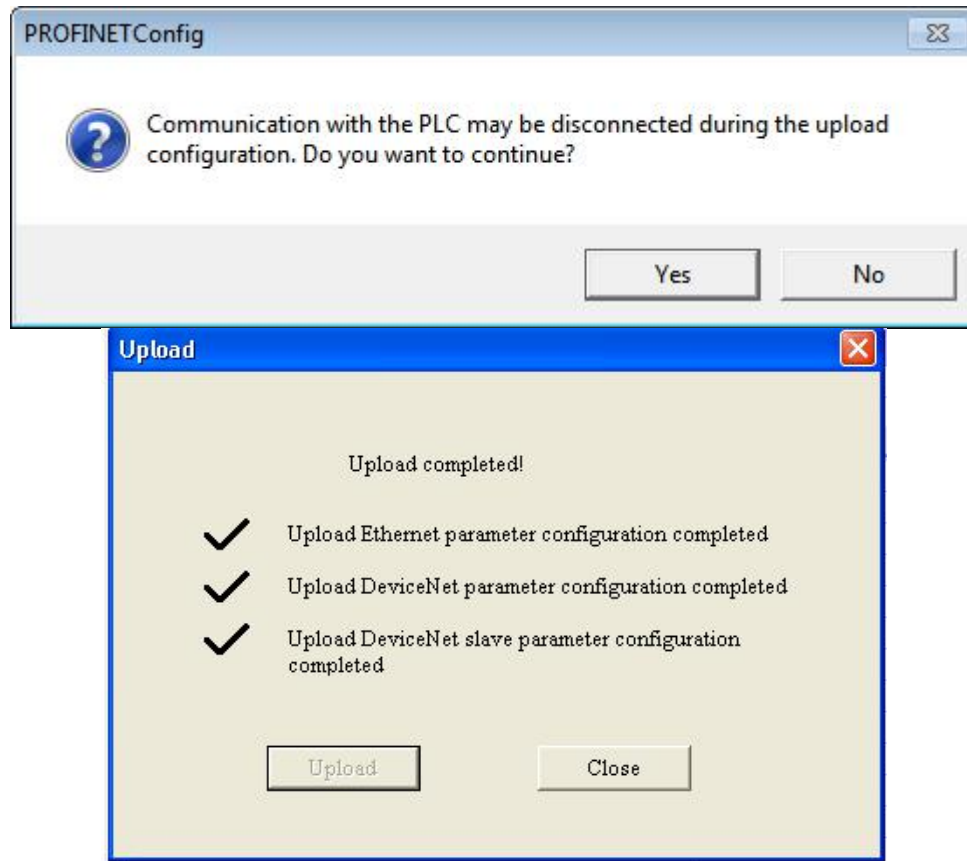 PROFINETConfig
Communication with the PLC may be disconnected during the upload
configuration. Do you want to continue?
Yes
No
Upload
Upload completed!
Upload Ethernet parameter configuration completed
Upload DeviceNet parameter configuration completed
Upload DeviceNet slave parameter configuration
completed
Upload
Close